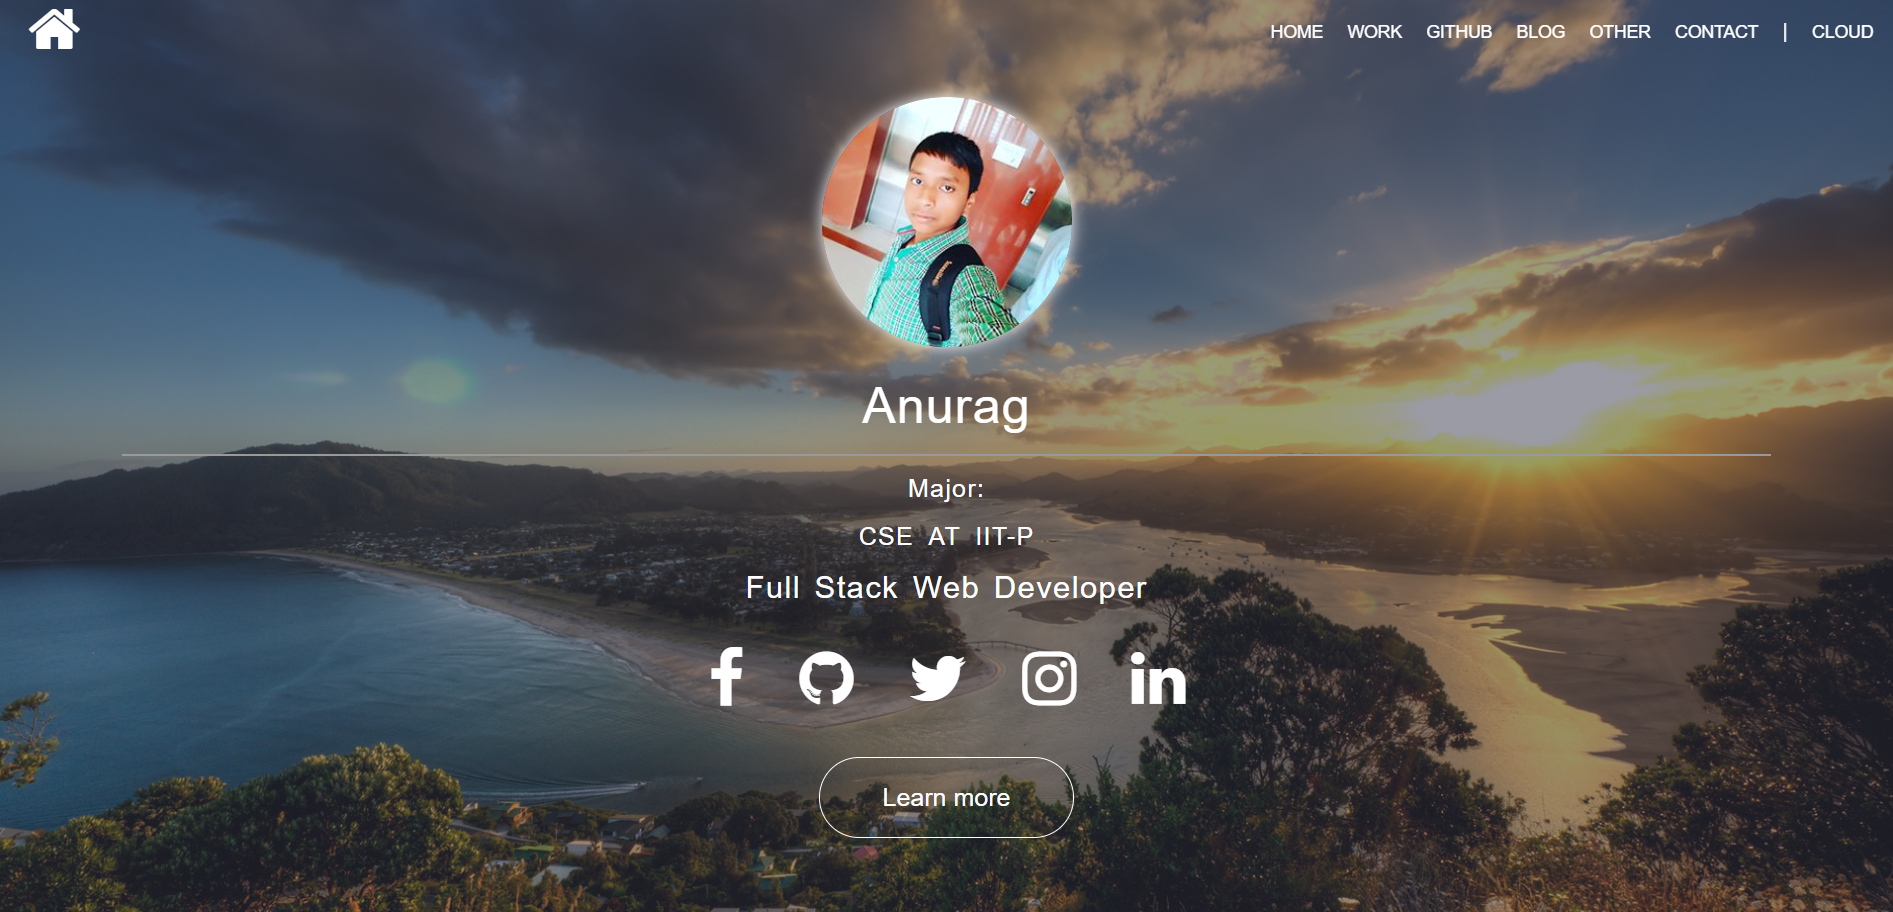 HOME WORK GITHUB BLOG OTHER CONTACT | CLOUD
Anurag
Major:
CSE AT IIT-P
Full Stack Web Developer
Learn more